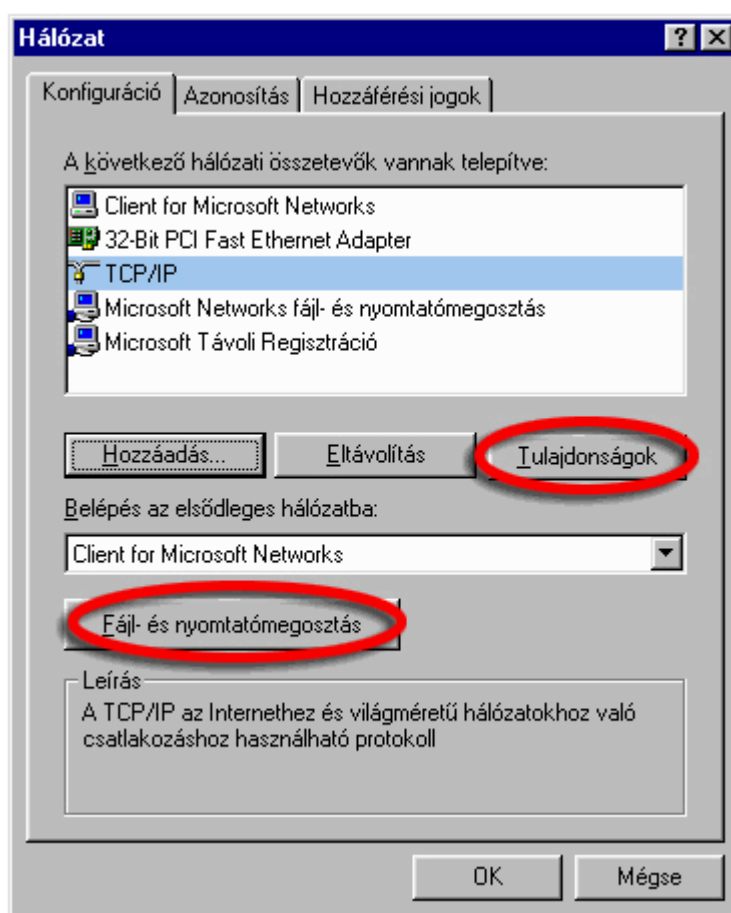 Hálózat
Konfiguráció Azonosítás Hozzáférési jogok
A következő hálózati összetevők vannak telepítve:
Client for Microsoft Networks
32-Bit PCI Fast Ethernet Adapter
TCP/IP
Microsoft Networks fájl- és nyomtatómegosztás
Microsoft Távoli Regisztráció
Hozzáadás... Eltávolítás Tulajdonságok
Belépés az elsődleges hálózatba:
Client for Microsoft Networks
Fájl- és nyomtatómegosztás
Leírás
A TCP/IP az Internethez és világméretű hálózatokhoz való
csatlakozáshoz használható protokoll
OK Mégse